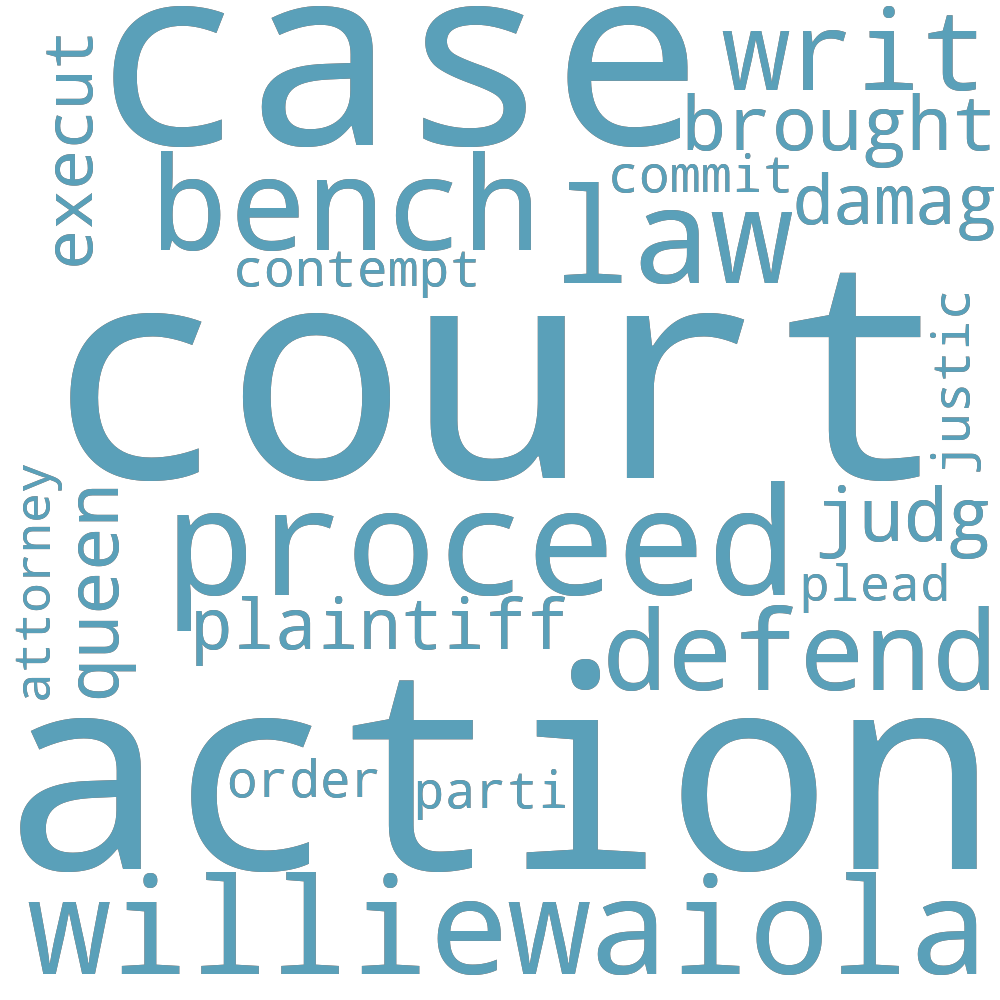 case
writ
execut
brought
bench
commit
law
damag
contempt
court
justic
attorney
queen
proceed
judg
plead
plaintiff
defend
action
order
parti
williewaiola